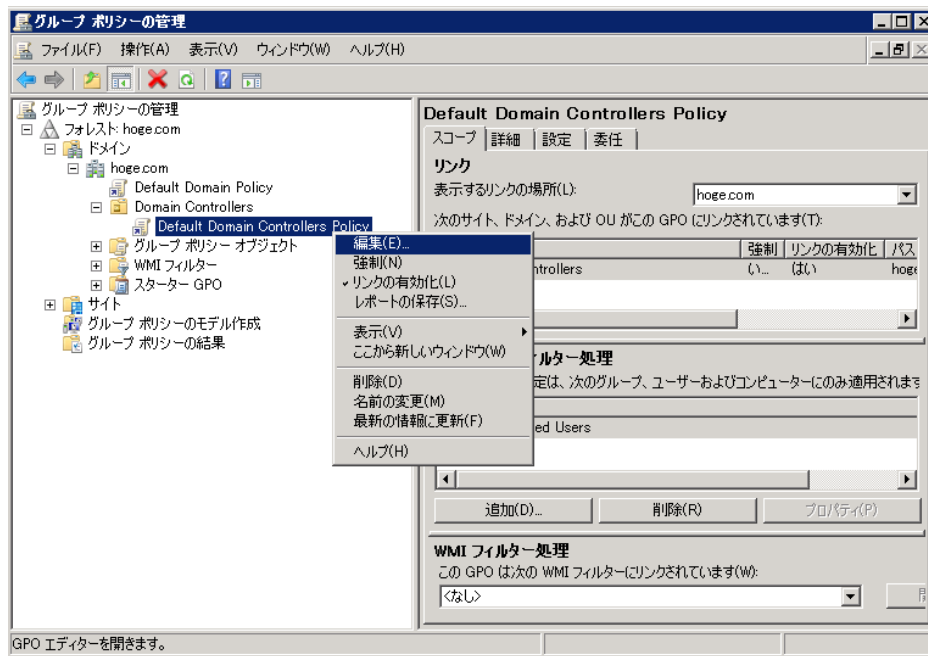 グループ ポリシーの管理
ファイル(F) 操作(A) 表示(V) ウィンドウ(W) ヘルプ(H)
グループ ポリシーの管理
フォレスト: hoge.com
ドメイン
hoge.com
Default Domain Policy
Domain Controllers
Default Domain Controllers Policy
グループ ポリシー オブジェクト
WMI フィルター
スターター GPO
サイト
グループ ポリシーのモデル作成
グループ ポリシーの結果
編集(E)...
強制(N)
リンクの有効化(L)
レポートの保存(S)...
表示(V)
ここから新しいウィンドウ(W)
削除(D)
名前の変更(M)
最新の情報に更新(F)
ヘルプ(H)
Default Domain Controllers Policy
スコープ 詳細 設定 委任
リンク
表示するリンクの場所(L): hoge.com
次のサイト、ドメイン、および OU がこの GPO にリンクされています(T):
強制 リンクの有効化 パス
ntrollers い... はい hoge
ルター処理
定は、次のグループ、ユーザーおよびコンピューターにのみ適用されます
ed Users
追加(D)... 削除(R) プロパティ(P)
WMI フィルター処理
この GPO は次の WMI フィルターにリンクされています(W):
<なし>
GPO エディターを開きます。